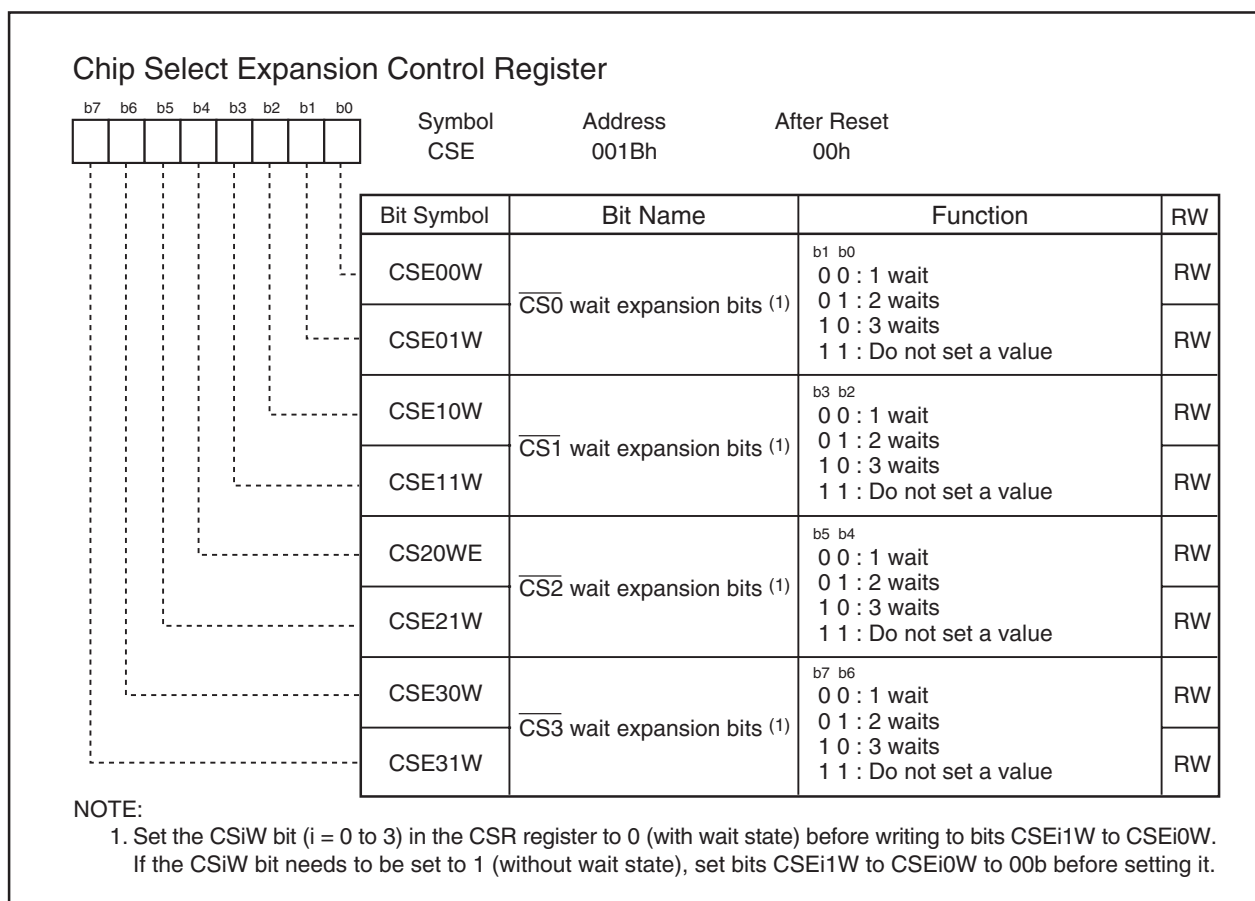 Chip Select Expansion Control Register
b7 b6 b5 b4 b3 b2 b1 b0
Symbol Address After Reset
CSE 001Bh 00h
Bit Symbol Bit Name Function RW
CSE00W RW
CSE01W RW
CS0 wait expansion bits (1)
b1 b0
0 0 : 1 wait
0 1 : 2 waits
1 0 : 3 waits
1 1 : Do not set a value
CSE10W RW
CSE11W RW
CS1 wait expansion bits (1)
b3 b2
0 0 : 1 wait
0 1 : 2 waits
1 0 : 3 waits
1 1 : Do not set a value
CS20WE RW
CSE21W RW
CS2 wait expansion bits (1)
b5 b4
0 0 : 1 wait
0 1 : 2 waits
1 0 : 3 waits
1 1 : Do not set a value
CSE30W RW
CSE31W RW
CS3 wait expansion bits (1)
b7 b6
0 0 : 1 wait
0 1 : 2 waits
1 0 : 3 waits
1 1 : Do not set a value
NOTE:
1. Set the CSiW bit (i = 0 to 3) in the CSR register to 0 (with wait state) before writing to bits CSEi1W to CSEi0W.
If the CSiW bit needs to be set to 1 (without wait state), set bits CSEi1W to CSEi0W to 00b before setting it.